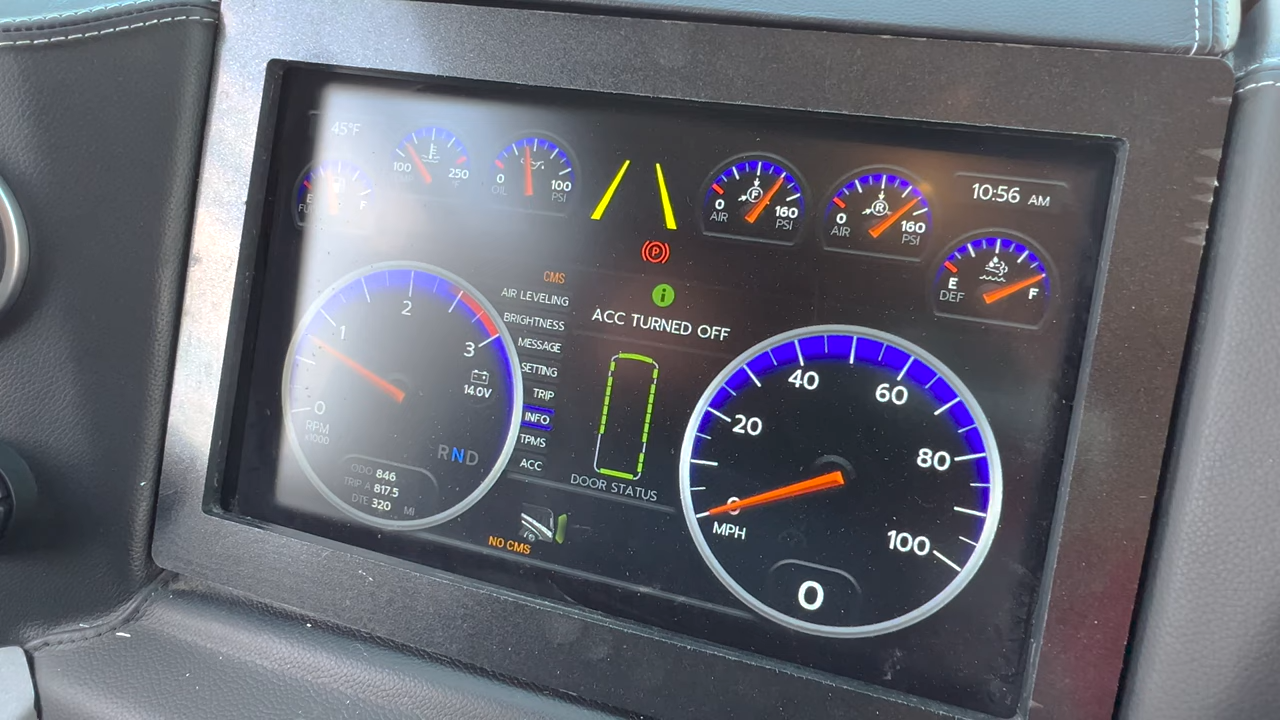 45°F
100
250
°F
0
100
OIL
PSI
E
F
0
160
AIR
PSI
0
160
AIR
PSI
10:56 AM
E
F
DEF
P
F
R
i
ACC TURNED OFF
CMS
AIR LEVELING
BRIGHTNESS
MESSAGE
SETTING
TRIP
INFO
TPMS
ACC
DOOR STATUS
NO CMS
0
1
2
3
RPM
x1000
14.0V
RND
ODO 846
TRIP A 817.5
DTE 320 MI
0
20
40
60
80
100
MPH
0